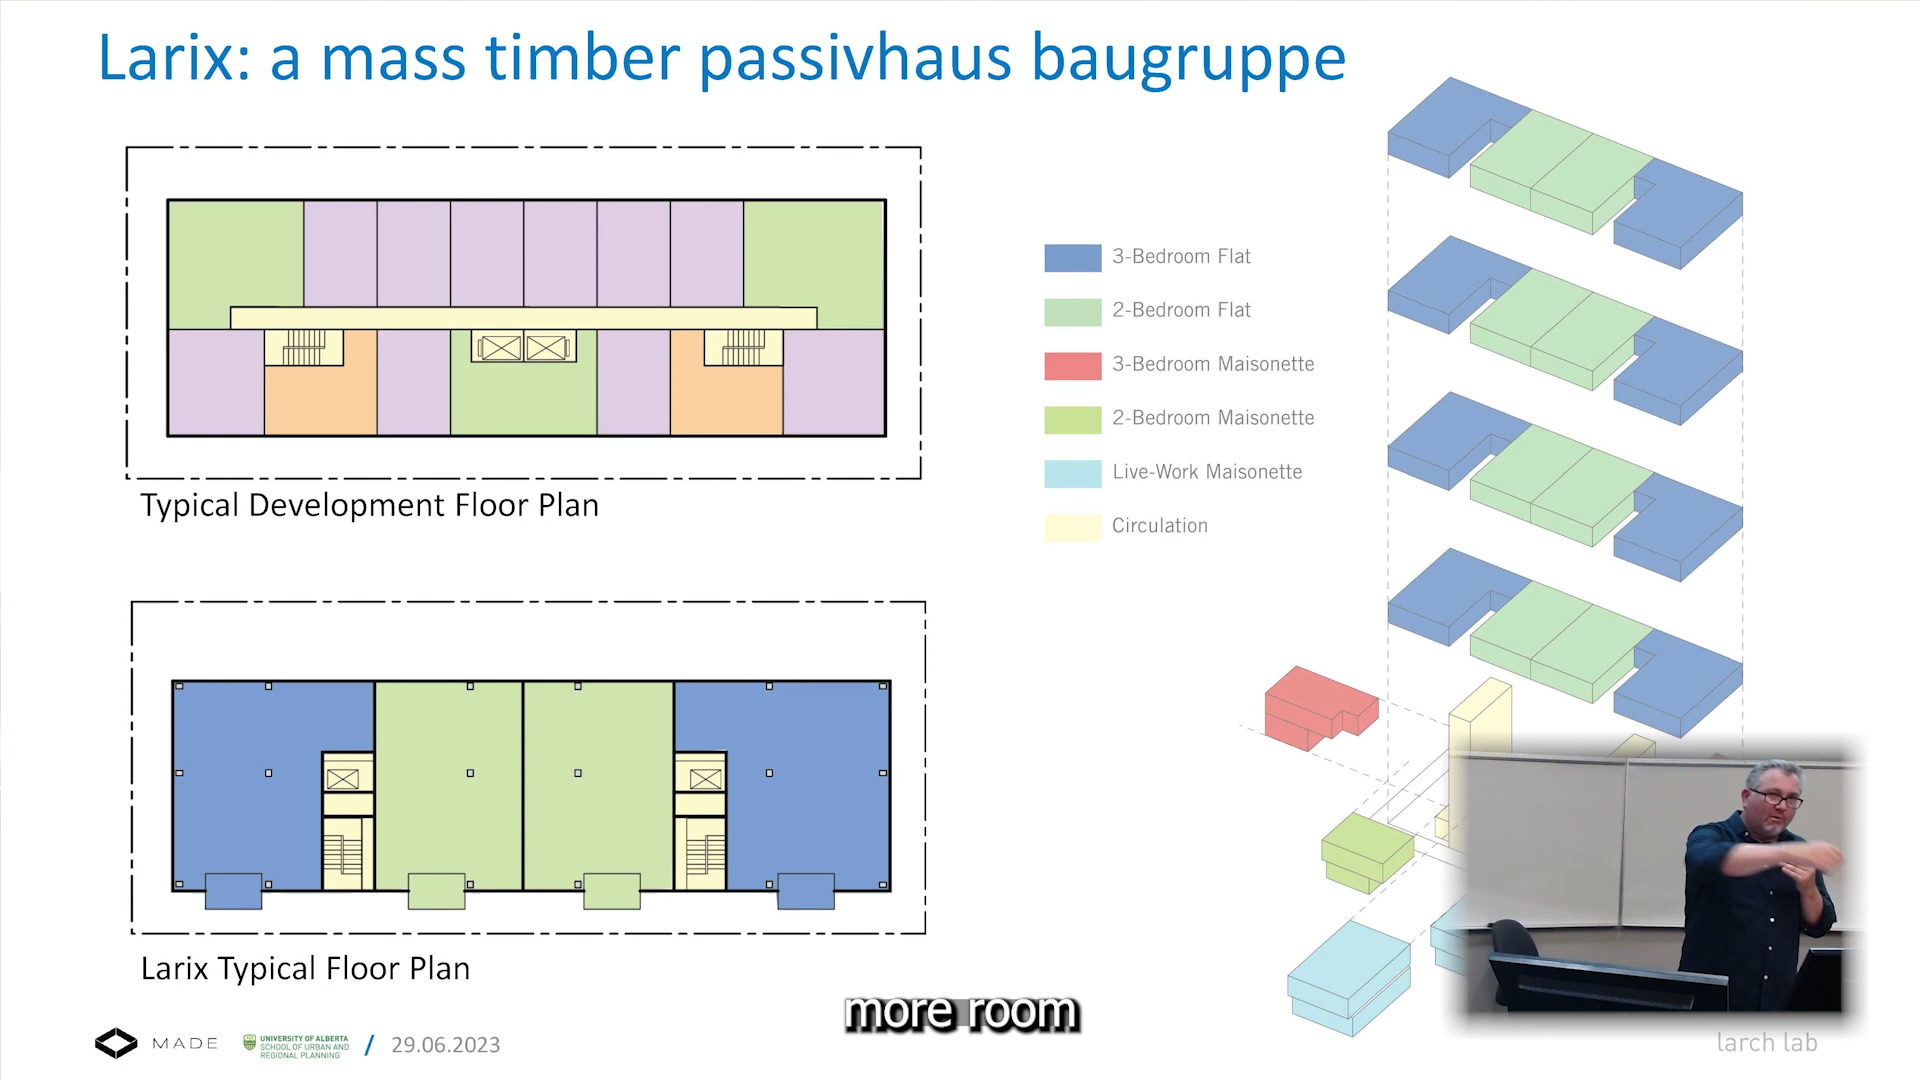 Larix: a mass timber passivhaus baugruppe
Typical Development Floor Plan
3-Bedroom Flat
2-Bedroom Flat
3-Bedroom Maisonette
2-Bedroom Maisonette
Live-Work Maisonette
Circulation
Larix Typical Floor Plan
more room
MADE
UNIVERSITY OF ALBERTA
SCHOOL OF URBAN AND
REGIONAL PLANNING
/ 29.06.2023
larch lab